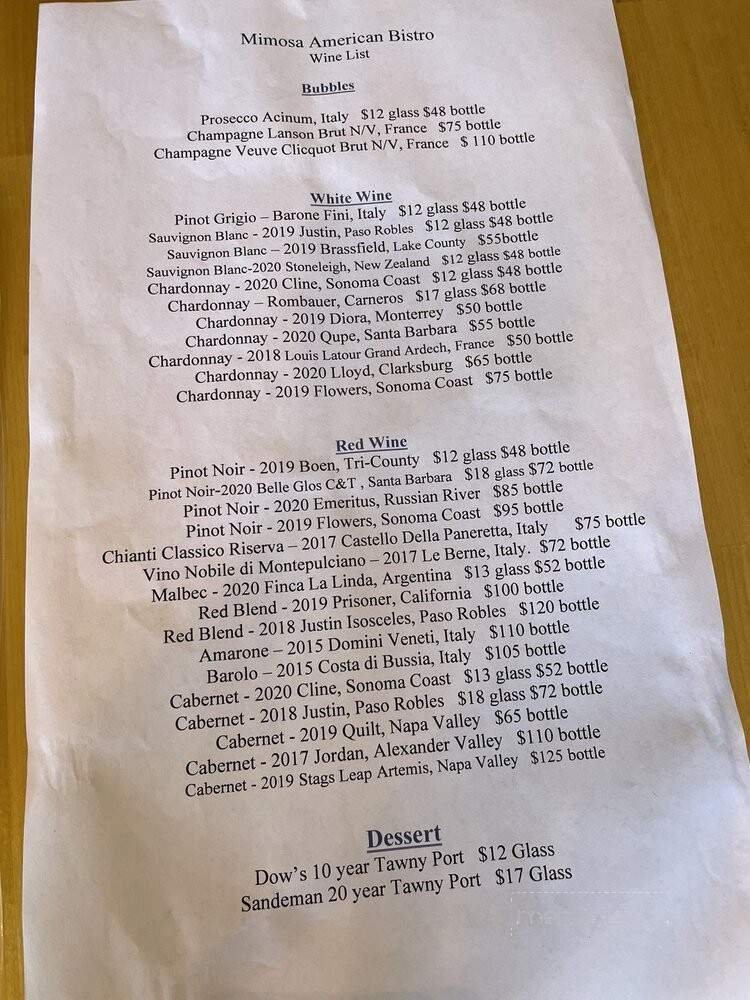 Mimosa American Bistro
Wine List
Bubbles
Prosecco Acinum, Italy $12 glass $48 bottle
Champagne Lanson Brut N/V, France $75 bottle
Champagne Veuve Clicquot Brut N/V, France $ 110 bottle
White Wine
Pinot Grigio – Barone Fini, Italy $12 glass $48 bottle
Sauvignon Blanc - 2019 Justin, Paso Robles $12 glass $48 bottle
Sauvignon Blanc – 2019 Brassfield, Lake County $55bottle
Sauvignon Blanc-2020 Stoneleigh, New Zealand $12 glass $48 bottle
Chardonnay - 2020 Cline, Sonoma Coast $12 glass $48 bottle
Chardonnay – Rombauer, Carneros $17 glass $68 bottle
Chardonnay - 2019 Diora, Monterrey $50 bottle
Chardonnay - 2020 Qupe, Santa Barbara $55 bottle
Chardonnay - 2018 Louis Latour Grand Ardech, France $50 bottle
Chardonnay - 2020 Lloyd, Clarksburg $65 bottle
Chardonnay - 2019 Flowers, Sonoma Coast $75 bottle
Red Wine
Pinot Noir - 2019 Boen, Tri-County $12 glass $48 bottle
Pinot Noir-2020 Belle Glos C&T , Santa Barbara $18 glass $72 bottle
Pinot Noir - 2020 Emeritus, Russian River $85 bottle
Pinot Noir - 2019 Flowers, Sonoma Coast $95 bottle
Chianti Classico Riserva – 2017 Castello Della Paneretta, Italy $75 bottle
Vino Nobile di Montepulciano – 2017 Le Berne, Italy. $72 bottle
Malbec - 2020 Finca La Linda, Argentina $13 glass $52 bottle
Red Blend - 2019 Prisoner, California $100 bottle
Red Blend - 2018 Justin Isosceles, Paso Robles $120 bottle
Amarone – 2015 Domini Veneti, Italy $110 bottle
Barolo – 2015 Costa di Bussia, Italy $105 bottle
Cabernet - 2020 Cline, Sonoma Coast $13 glass $52 bottle
Cabernet - 2018 Justin, Paso Robles $18 glass $72 bottle
Cabernet - 2019 Quilt, Napa Valley $65 bottle
Cabernet - 2017 Jordan, Alexander Valley $110 bottle
Cabernet - 2019 Stags Leap Artemis, Napa Valley $125 bottle
Dessert
Dow's 10 year Tawny Port $12 Glass
Sandeman 20 year Tawny Port $17 Glass